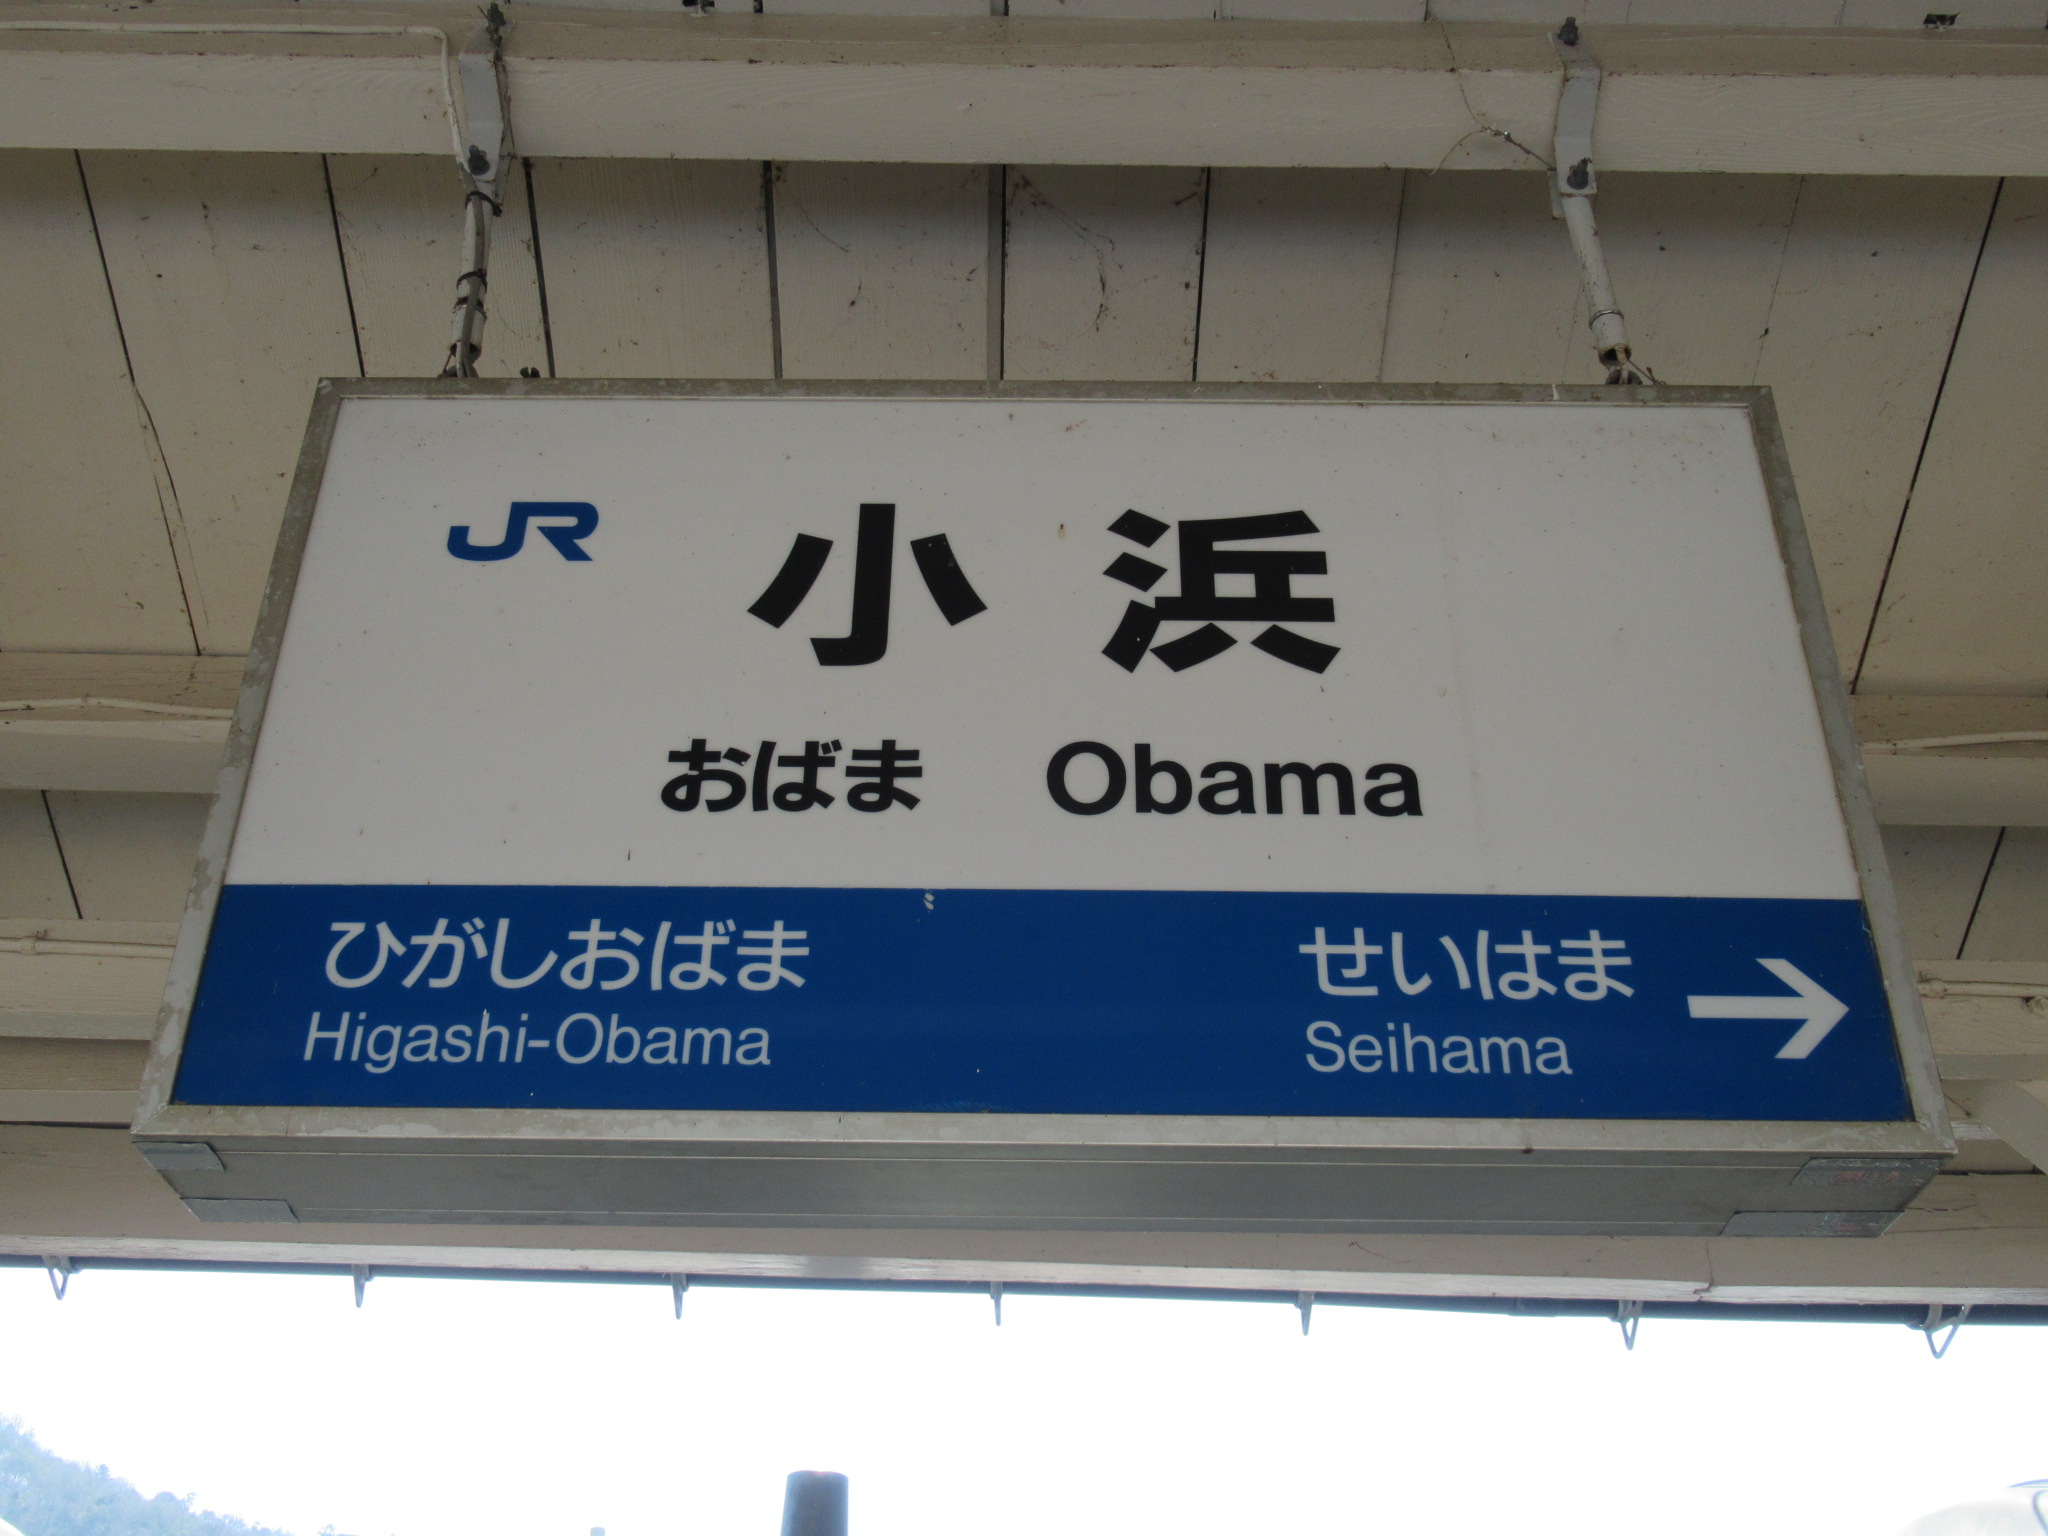 JR 小浜
おばま Obama
ひがしおばま せいはま →
Higashi-Obama Seihama